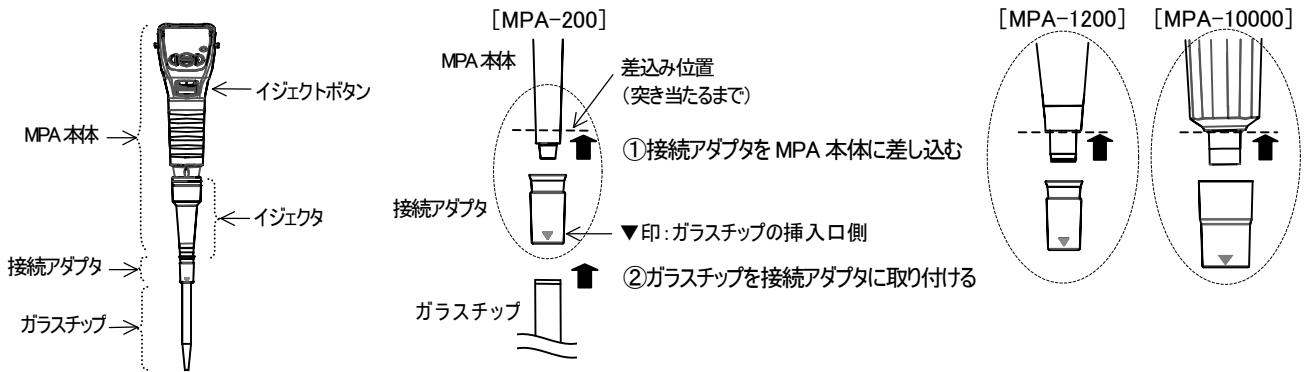 イジェクトボタン
MPA 本体
イジェクタ
接続アダプタ
ガラスチップ
[MPA-200]
MPA 本体
差込み位置
(突き当たるまで)
①接続アダプタを MPA 本体に差し込む
接続アダプタ
▼印:ガラスチップの挿入口側
②ガラスチップを接続アダプタに取り付ける
ガラスチップ
[MPA-1200]
[MPA-10000]